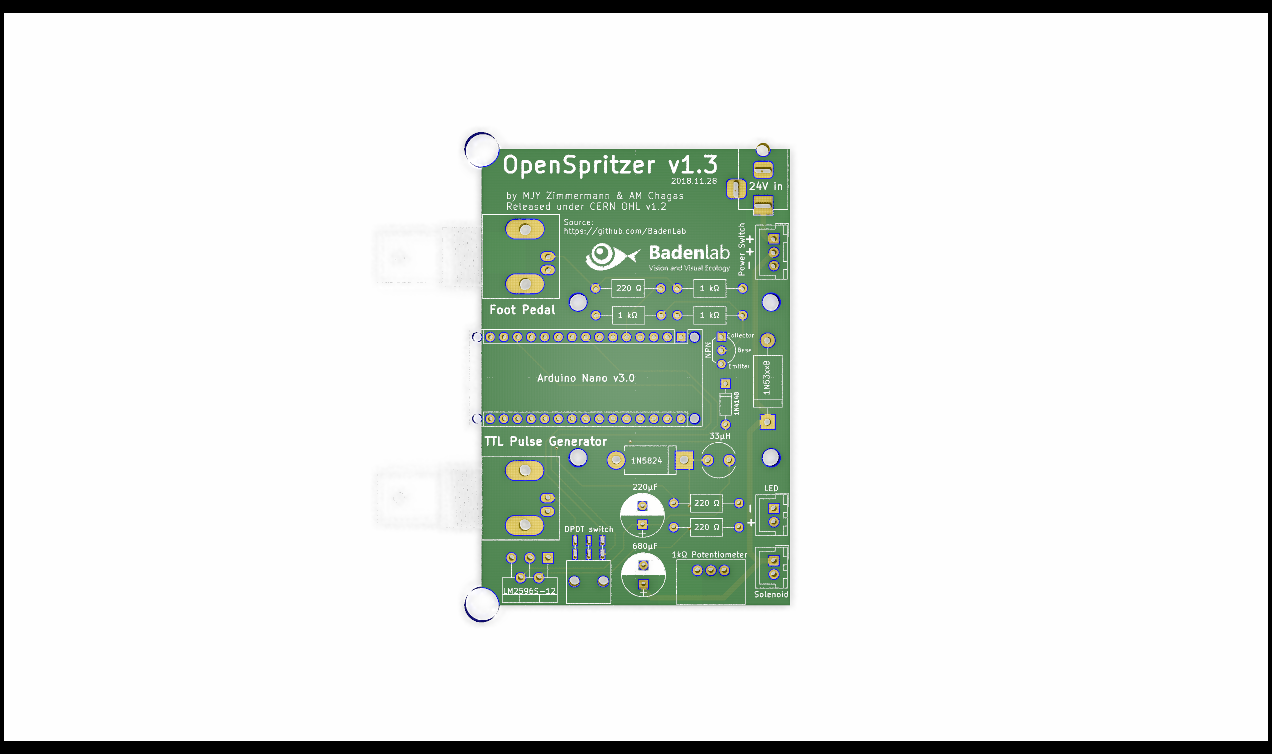 OpenSpritzer v1.3
2018.11.28
24V in
by MJY Zimmermann & AM Chagas
Released under CERN OHL v1.2
Source:
https://github.com/BadenLab
Badenlab
Vision and Visual Ecology
Power Switch
+
+
-
220 Ω
1 kΩ
Foot Pedal
1 kΩ
1 kΩ
Collector
NPN
Base
Emitter
Arduino Nano v3.0
1N53xxB
1N4148
33µH
TTL Pulse Generator
1N5824
220µF
LED
220 Ω
-
+
DPDT switch
220 Ω
+
680µF
1kΩ Potentiometer
LM2596S-12
+
Solenoid